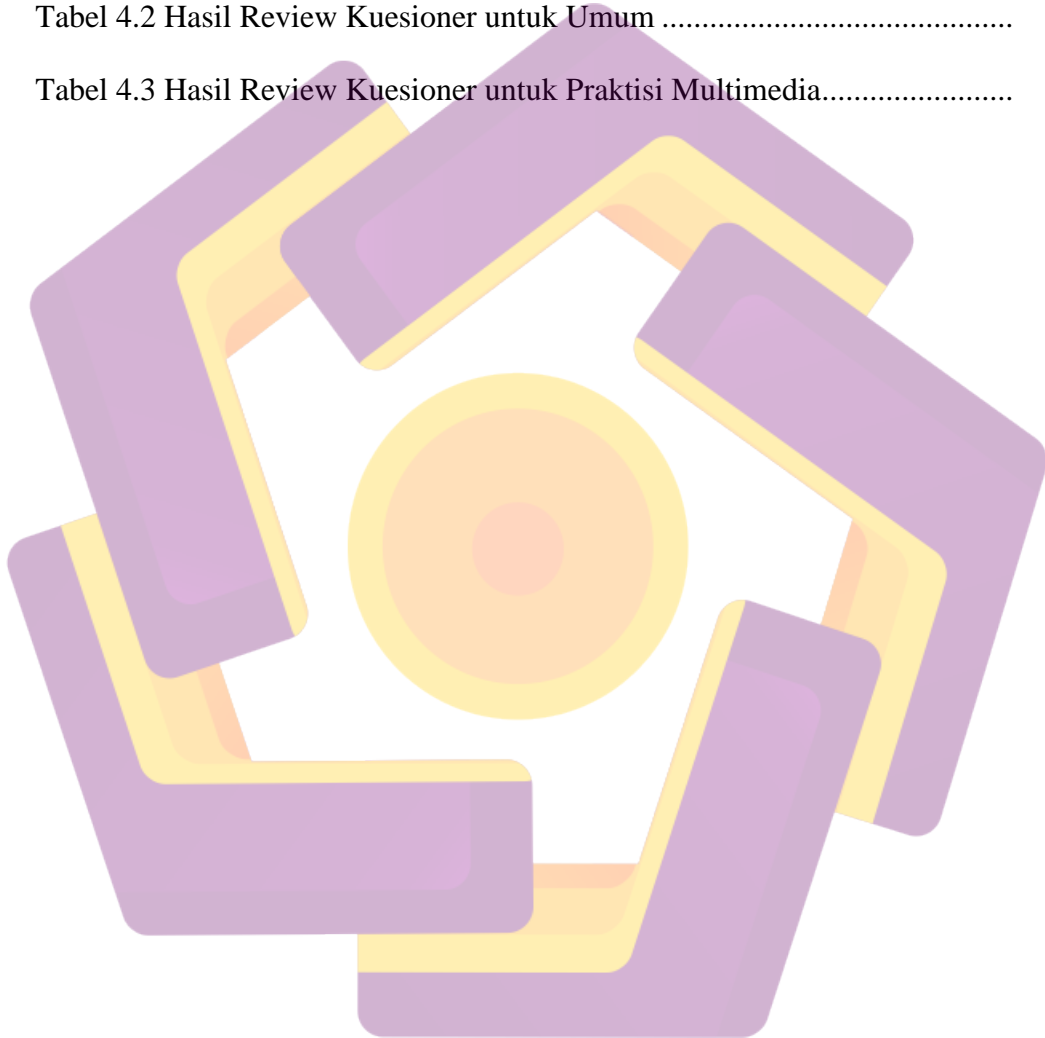 Tabel 4.2 Hasil Review Kuesioner untuk Umum ..........................................
Tabel 4.3 Hasil Review Kuesioner untuk Praktisi Multimedia.......................